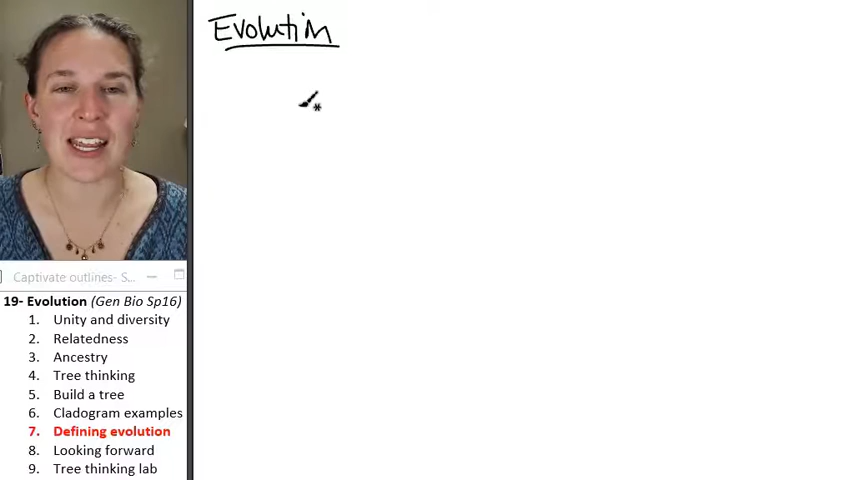 Evolution
Captivate outlines- S...
19- Evolution (Gen Bio Sp16)
1. Unity and diversity
2. Relatedness
3. Ancestry
4. Tree thinking
5. Build a tree
6. Cladogram examples
7. Defining evolution
8. Looking forward
9. Tree thinking lab